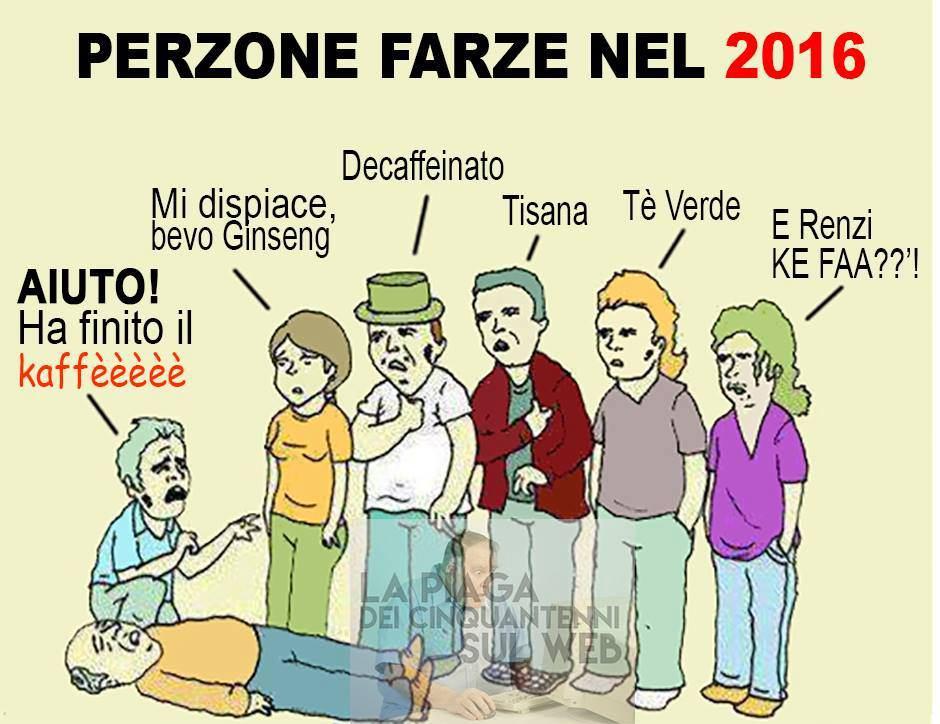 PERZONE FARZE NEL 2016
AIUTO!
Ha finito il
kaffèèèèè
Mi dispiace,
bevo Ginseng
Decaffeinato
Tisana
Tè Verde
E Renzi
KE FAA??'!
LA PIAGA
DEI CINQUANTENNI
SUL WEB